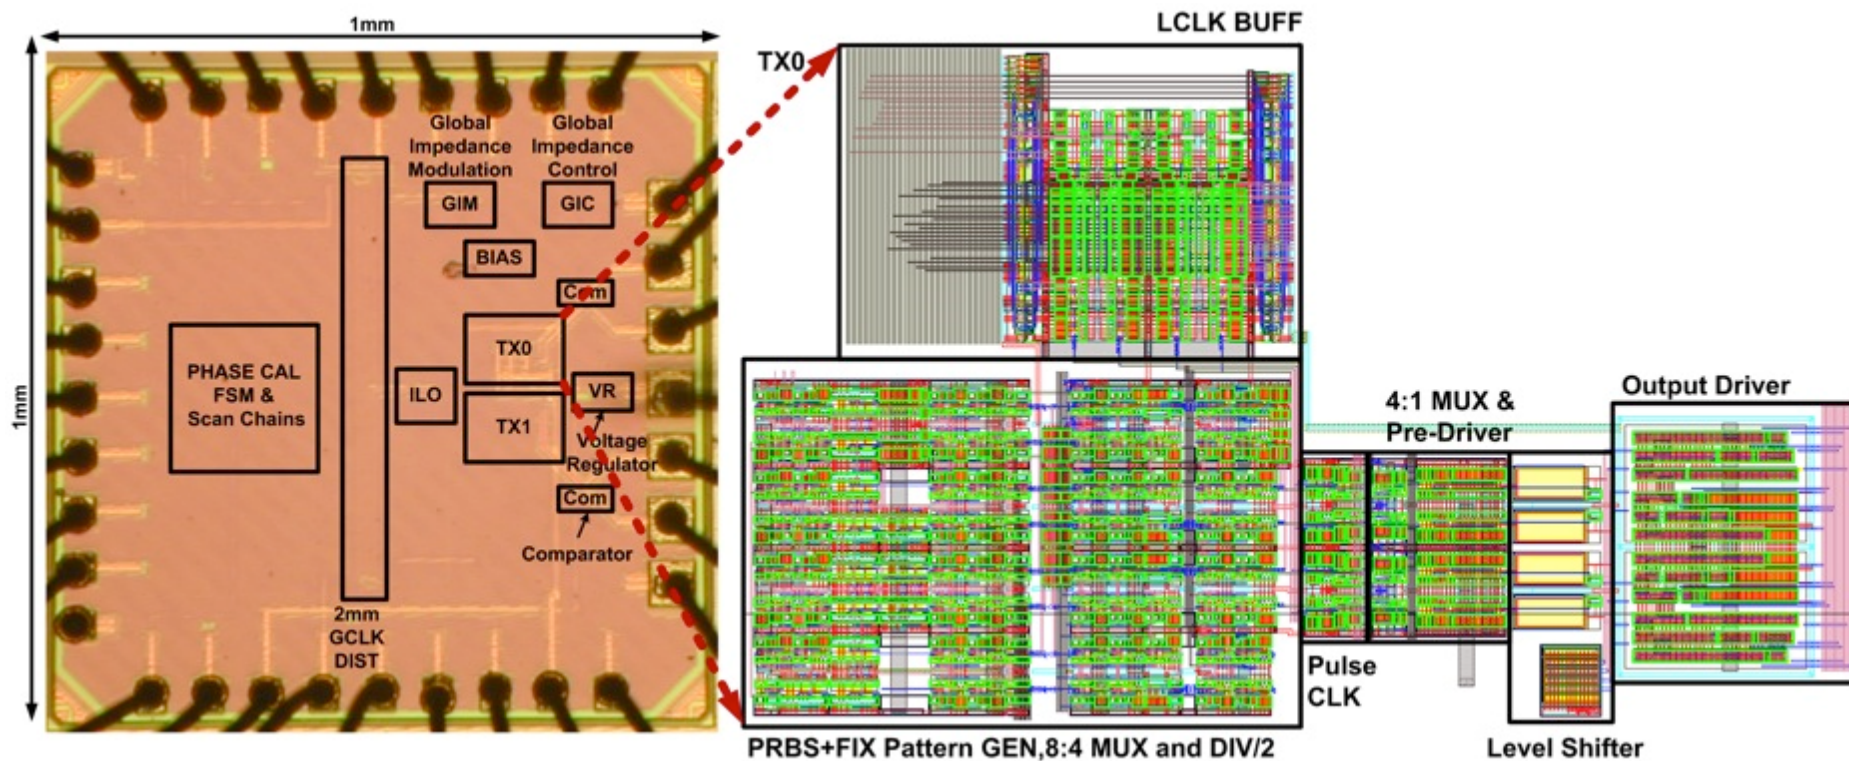 1mm
1mm
LCLK BUFF
TX0
Global
Impedance
Modulation
GIM
Global
Impedance
Control
GIC
BIAS
Com
TX0
PHASE CAL
FSM &
Scan Chains
ILO
VR
TX1
Voltage
Regulator
Com
Comparator
2mm
GCLK
DIST
4:1 MUX &
Pre-Driver
Output Driver
Pulse
CLK
PRBS+FIX Pattern GEN,8:4 MUX and DIV/2
Level Shifter